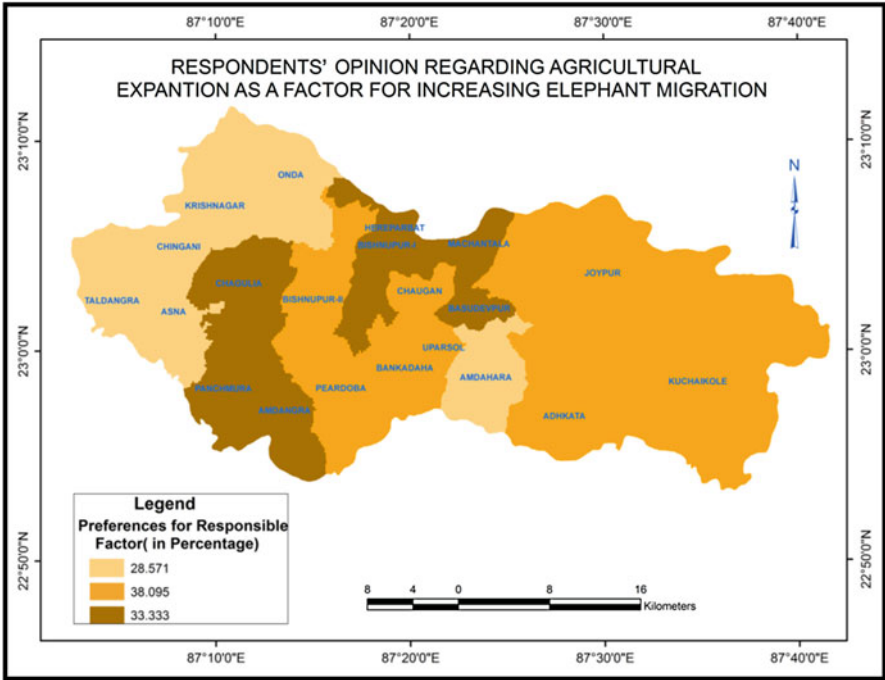 87°10'0"E 87°20'0"E 87°30'0"E 87°40'0"E
RESPONDENTS' OPINION REGARDING AGRICULTURAL
EXPANTION AS A FACTOR FOR INCREASING ELEPHANT MIGRATION
23°10'0"N
23°10'0"N
N
ONDA
KRISHNAGAR
HEREPARBAT
CHINGANI
BISHNUPUR-I
MACHANTALA
JOYPUR
CHAGULIA
CHAUGAN
TALDANGRA
BISHNUPUR-II
ASNA
BASUDEVPUR
23°0'0"N
23°0'0"N
UPARSOL
BANKADAHA
AMDAHARA
KUCHAIKOLE
PANCHMURA
PEARDOBA
AMDANGRA
ADHKATA
Legend
Preferences for Responsible
Factor( in Percentage)
28.571
38.095
33.333
22°50'0"N
22°50'0"N
8 4 0 8 16
Kilometers
87°10'0"E 87°20'0"E 87°30'0"E 87°40'0"E